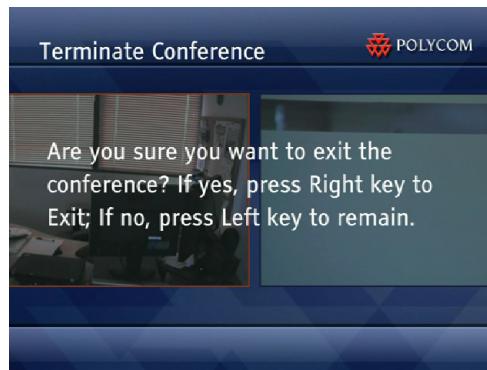 Terminate Conference
POLYCOM
Are you sure you want to exit the
conference? If yes, press Right key to
Exit; If no, press Left key to remain.